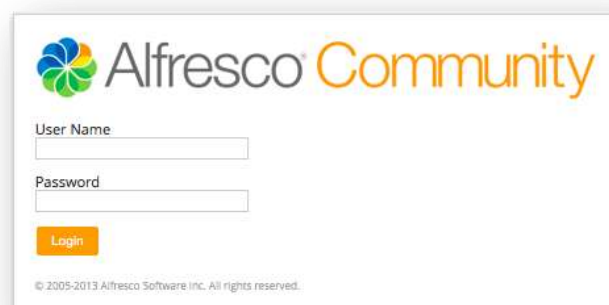 Alfresco® Community
User Name
Password
Login
© 2005-2013 Alfresco Software Inc. All rights reserved.